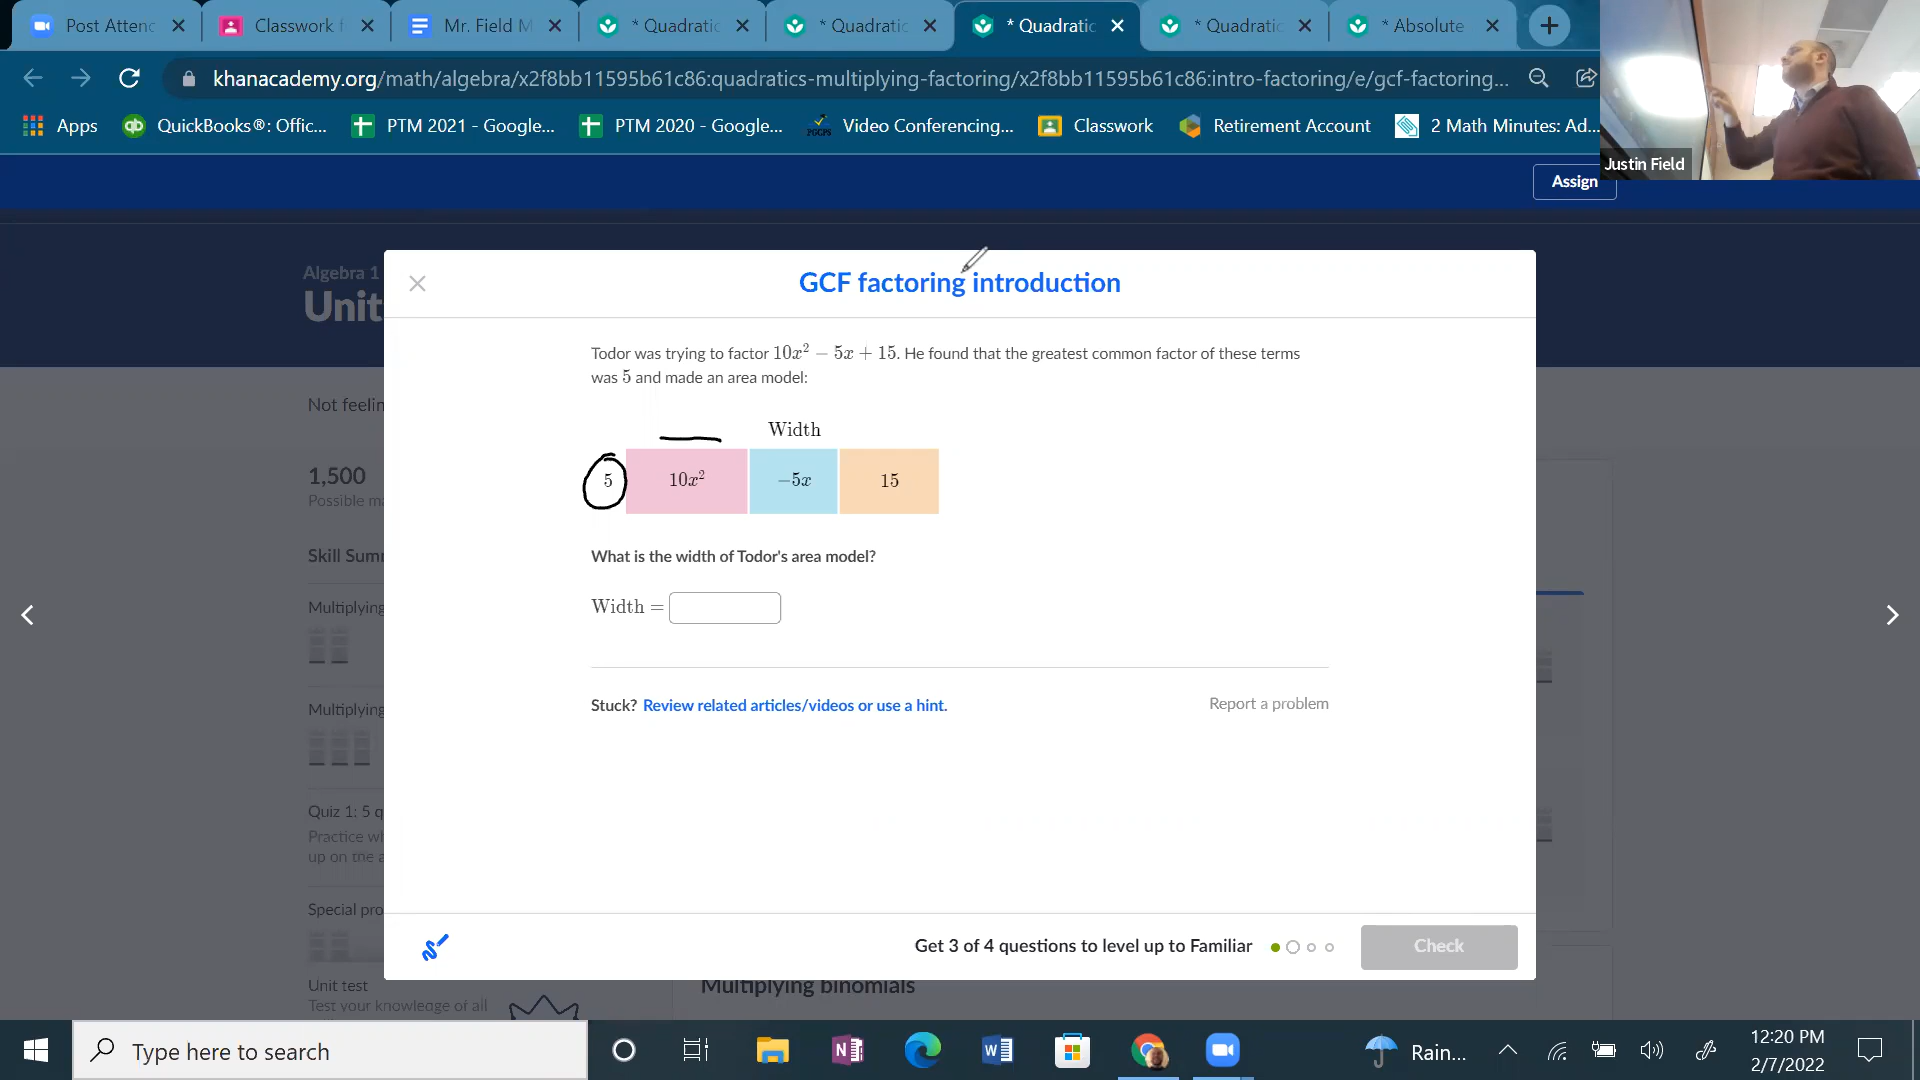 Post Attenc
Classwork f
Mr. Field M
* Quadratic
* Quadratic
* Quadratic
* Quadratic
* Absolute
khanacademy.org/math/algebra/x2f8bb11595b61c86:quadratics-multiplying-factoring/x2f8bb11595b61c86:intro-factoring/e/gcf-factoring...
Apps
QuickBooks®: Offic...
PTM 2021 - Google...
PTM 2020 - Google...
Video Conferencing...
Classwork
Retirement Account
2 Math Minutes: Ad...
Justin Field
Assign
Algebra 1
Unit
GCF factoring introduction
Todor was trying to factor 10x² − 5x + 15. He found that the greatest common factor of these terms
was 5 and made an area model:
Width
5 10x² −5x 15
What is the width of Todor's area model?
Width =
Stuck? Review related articles/videos or use a hint.
Report a problem
Not feelin
1,500
Possible ma
Skill Summ
Multiplying
Multiplying
Quiz 1: 5 q
Practice wh
up on the a
Special pro
Unit test
Test your knowledge of all
Get 3 of 4 questions to level up to Familiar
Check
Multiplying binomials
Type here to search
Rain...
12:20 PM
2/7/2022